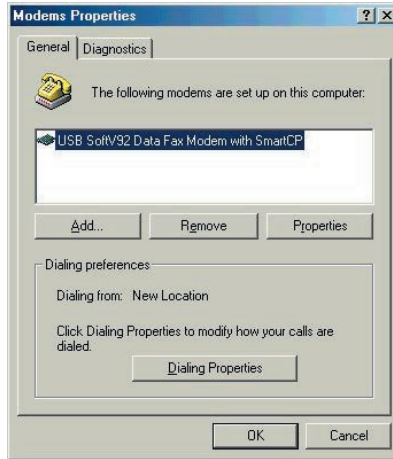 Modems Properties
General
Diagnostics
The following modems are set up on this computer:
USB SoftV92 Data Fax Modem with SmartCP
Add...
Remove
Properties
Dialing preferences
Dialing from: New Location
Click Dialing Properties to modify how your calls are
dialed.
Dialing Properties
OK
Cancel